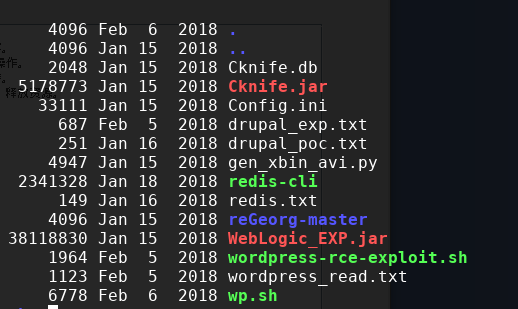 4096 Feb 6 2018 .
4096 Jan 15 2018 ..
2048 Jan 15 2018 Cknife.db
5178773 Jan 15 2018 Cknife.jar
33111 Jan 15 2018 Config.ini
687 Feb 5 2018 drupal_exp.txt
251 Jan 16 2018 drupal_poc.txt
4947 Jan 15 2018 gen_xbin_avi.py
2341328 Jan 18 2018 redis-cli
149 Jan 16 2018 redis.txt
4096 Jan 15 2018 reGeorg-master
38118830 Jan 15 2018 WebLogic_EXP.jar
1964 Feb 5 2018 wordpress-rce-exploit.sh
1123 Feb 5 2018 wordpress_read.txt
6778 Feb 6 2018 wp.sh